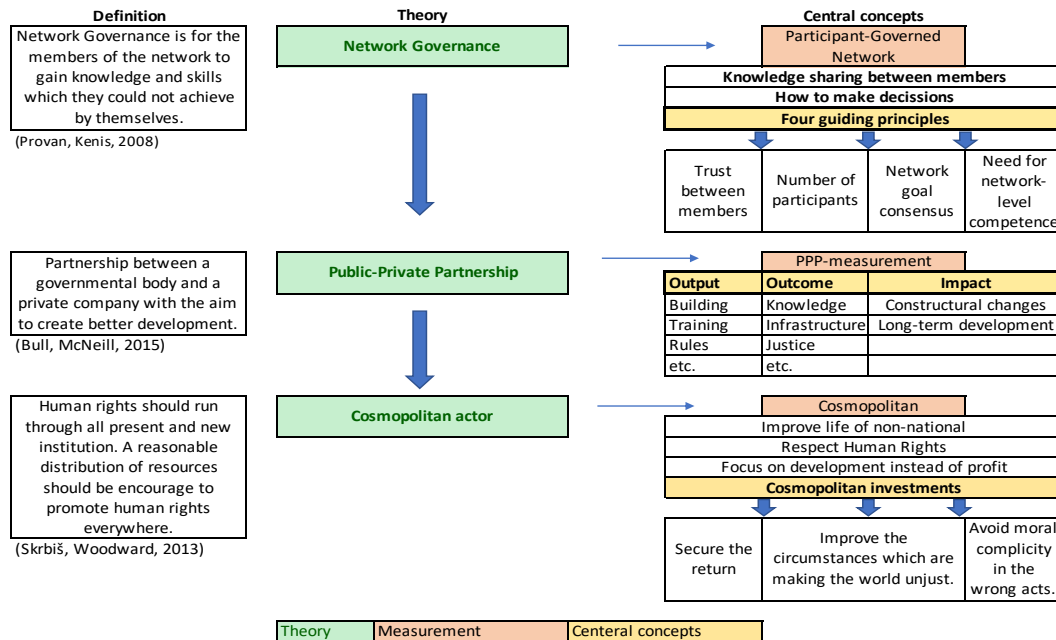 Definition
Theory
Central concepts
Network Governance is for the
members of the network to
gain knowledge and skills
which they could not achieve
by themselves.
(Provan, Kenis, 2008)
Network Governance
Participant-Governed
Network
Knowledge sharing between members
How to make decissions
Four guiding principles
Trust
between
members
Number of
participants
Network
goal
consensus
Need for
network-
level
competence
Partnership between a
governmental body and a
private company with the aim
to create better development.
(Bull, McNeill, 2015)
Public-Private Partnership
PPP-measurement
Output Outcome Impact
Building Knowledge Constructural changes
Training Infrastructure Long-term development
Rules Justice
etc. etc.
Human rights should run
through all present and new
institution. A reasonable
distribution of resources
should be encourage to
promote human rights
everywhere.
(Skrbiš, Woodward, 2013)
Cosmopolitan actor
Cosmopolitan
Improve life of non-national
Respect Human Rights
Focus on development instead of profit
Cosmopolitan investments
Secure the
return
Improve the
circumstances which are
making the world unjust.
Avoid moral
complicity
in the
wrong acts.
Theory Measurement Centeral concepts